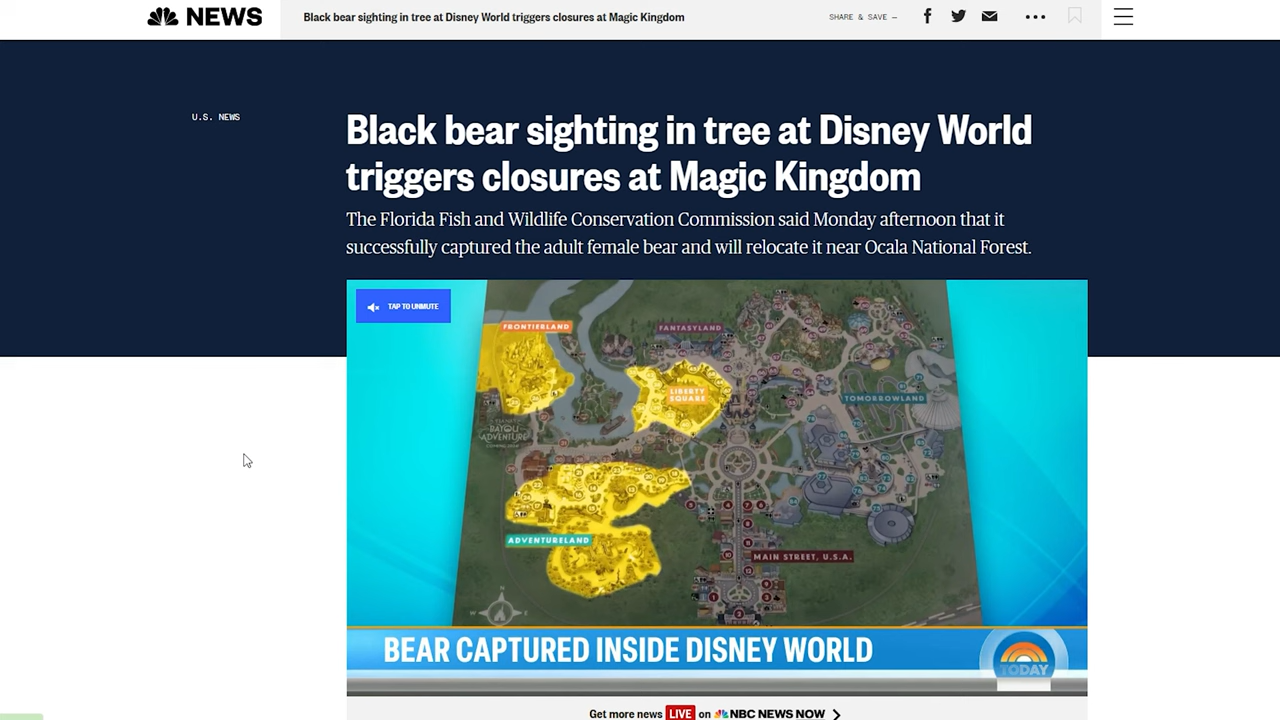 NEWS
Black bear sighting in tree at Disney World triggers closures at Magic Kingdom
SHARE & SAVE —
U.S. NEWS
Black bear sighting in tree at Disney World
triggers closures at Magic Kingdom
The Florida Fish and Wildlife Conservation Commission said Monday afternoon that it
successfully captured the adult female bear and will relocate it near Ocala National Forest.
TAP TO UNMUTE
FRONTIERLAND
FANTASYLAND
LIBERTY
SQUARE
TOMORROWLAND
BAYOU
ADVENTURE
ADVENTURELAND
MAIN STREET, U.S.A.
N
W E
BEAR CAPTURED INSIDE DISNEY WORLD
TODAY
Get more news LIVE on NBC NEWS NOW